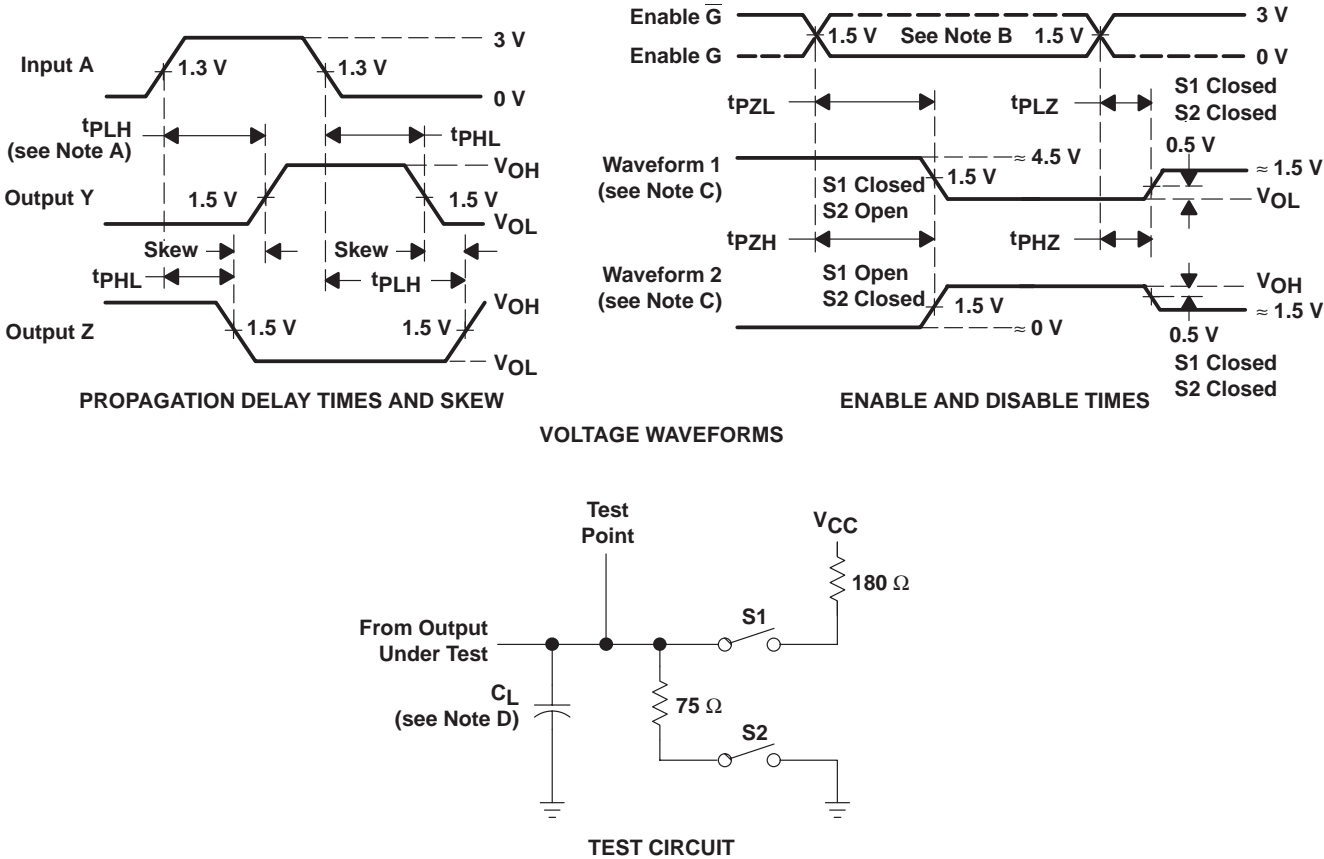 Input A
1.3 V
1.3 V
3 V
0 V
tPLH
(see Note A)
tPHL
Output Y
1.5 V
1.5 V
VOH
VOL
Skew
Skew
tPHL
tPLH
Output Z
1.5 V
1.5 V
VOH
VOL
PROPAGATION DELAY TIMES AND SKEW
Enable G̅
Enable G
1.5 V
See Note B
1.5 V
3 V
0 V
tPZL
tPLZ
S1 Closed
S2 Closed
Waveform 1
(see Note C)
S1 Closed
S2 Open
≈ 4.5 V
1.5 V
0.5 V
≈ 1.5 V
VOL
tPZH
tPHZ
Waveform 2
(see Note C)
S1 Open
S2 Closed
1.5 V
≈ 0 V
VOH
≈ 1.5 V
0.5 V
S1 Closed
S2 Closed
ENABLE AND DISABLE TIMES
VOLTAGE WAVEFORMS
Test
Point
VCC
180 Ω
S1
From Output
Under Test
CL
(see Note D)
75 Ω
S2
TEST CIRCUIT